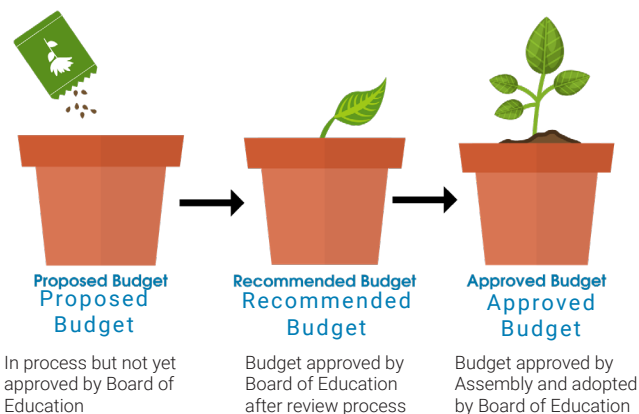 Proposed Budget
Proposed
Budget
In process but not yet
approved by Board of
Education
Recommended Budget
Recommended
Budget
Budget approved by
Board of Education
after review process
Approved Budget
Approved
Budget
Budget approved by
Assembly and adopted
by Board of Education